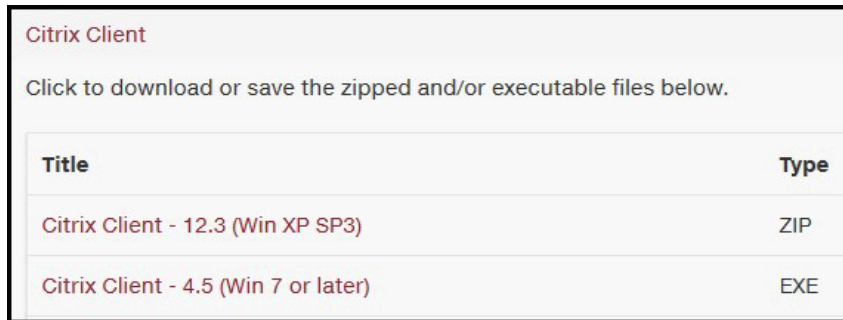 Citrix Client
Click to download or save the zipped and/or executable files below.
Title Type
Citrix Client - 12.3 (Win XP SP3) ZIP
Citrix Client - 4.5 (Win 7 or later) EXE